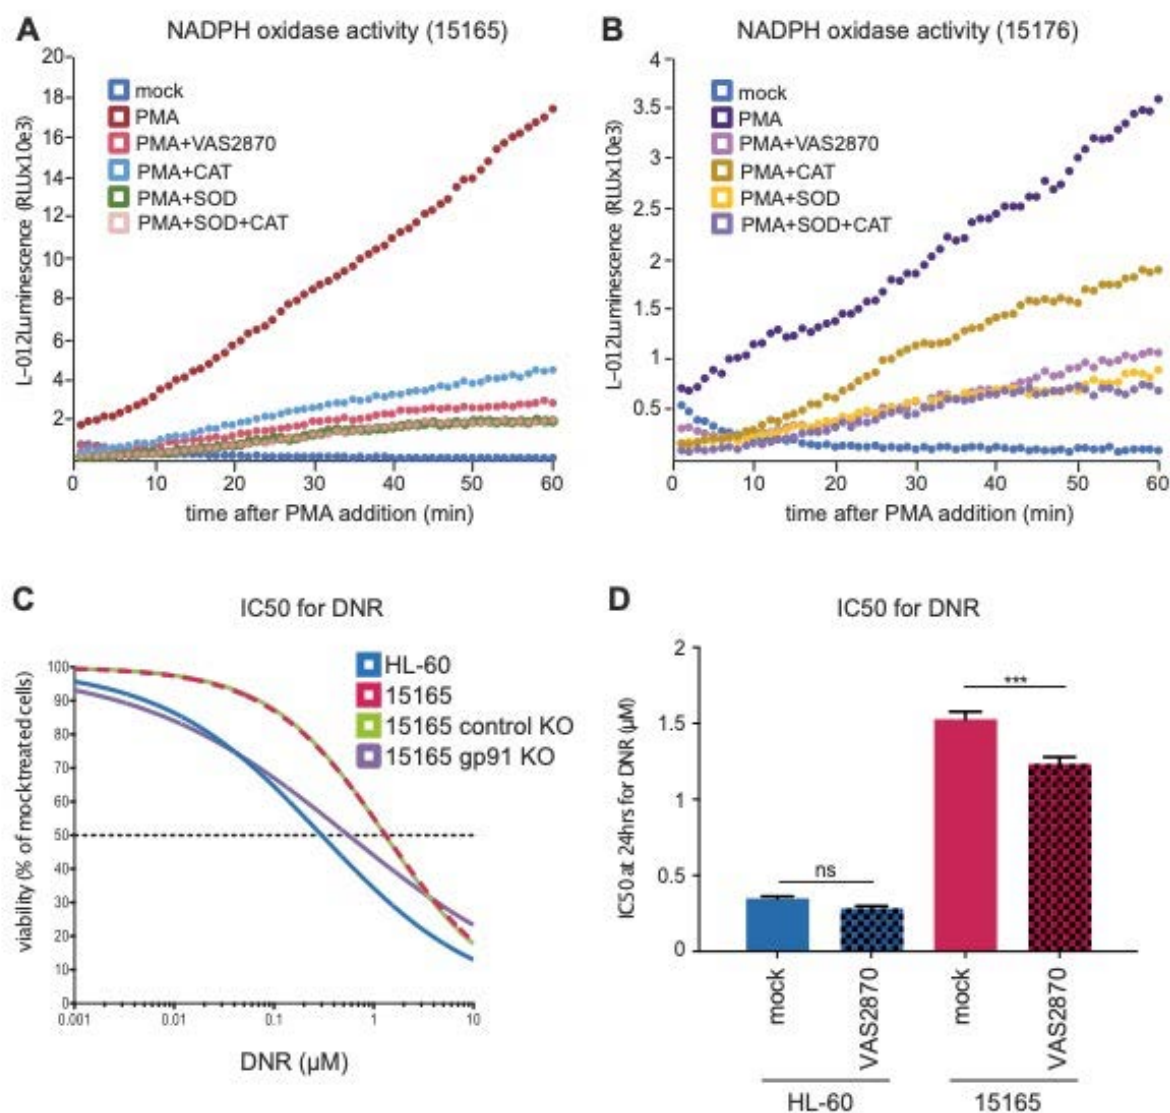 A
NADPH oxidase activity (15165)
L-012Luminescence (RLUx10e3)
20
18
16
14
12
10
8
6
4
2
mock
PMA
PMA+VAS2870
PMA+CAT
PMA+SOD
PMA+SOD+CAT
0 10 20 30 40 50 60
time after PMA addition (min)
B
NADPH oxidase activity (15176)
L-012Luminescence (RLUx10e3)
4
3.5
3
2.5
2
1.5
1
0.5
mock
PMA
PMA+VAS2870
PMA+CAT
PMA+SOD
PMA+SOD+CAT
0 10 20 30 40 50 60
time after PMA addition (min)
C
IC50 for DNR
viability (% of mocktreated cells)
100
90
80
70
60
50
40
30
20
10
0
HL-60
15165
15165 control KO
15165 gp91 KO
0.001 0.01 0.1 1 10
DNR (μM)
D
IC50 for DNR
IC50 at 24hrs for DNR (μM)
2
1.5
1
0.5
0
ns
***
mock
VAS2870
mock
VAS2870
HL-60
15165